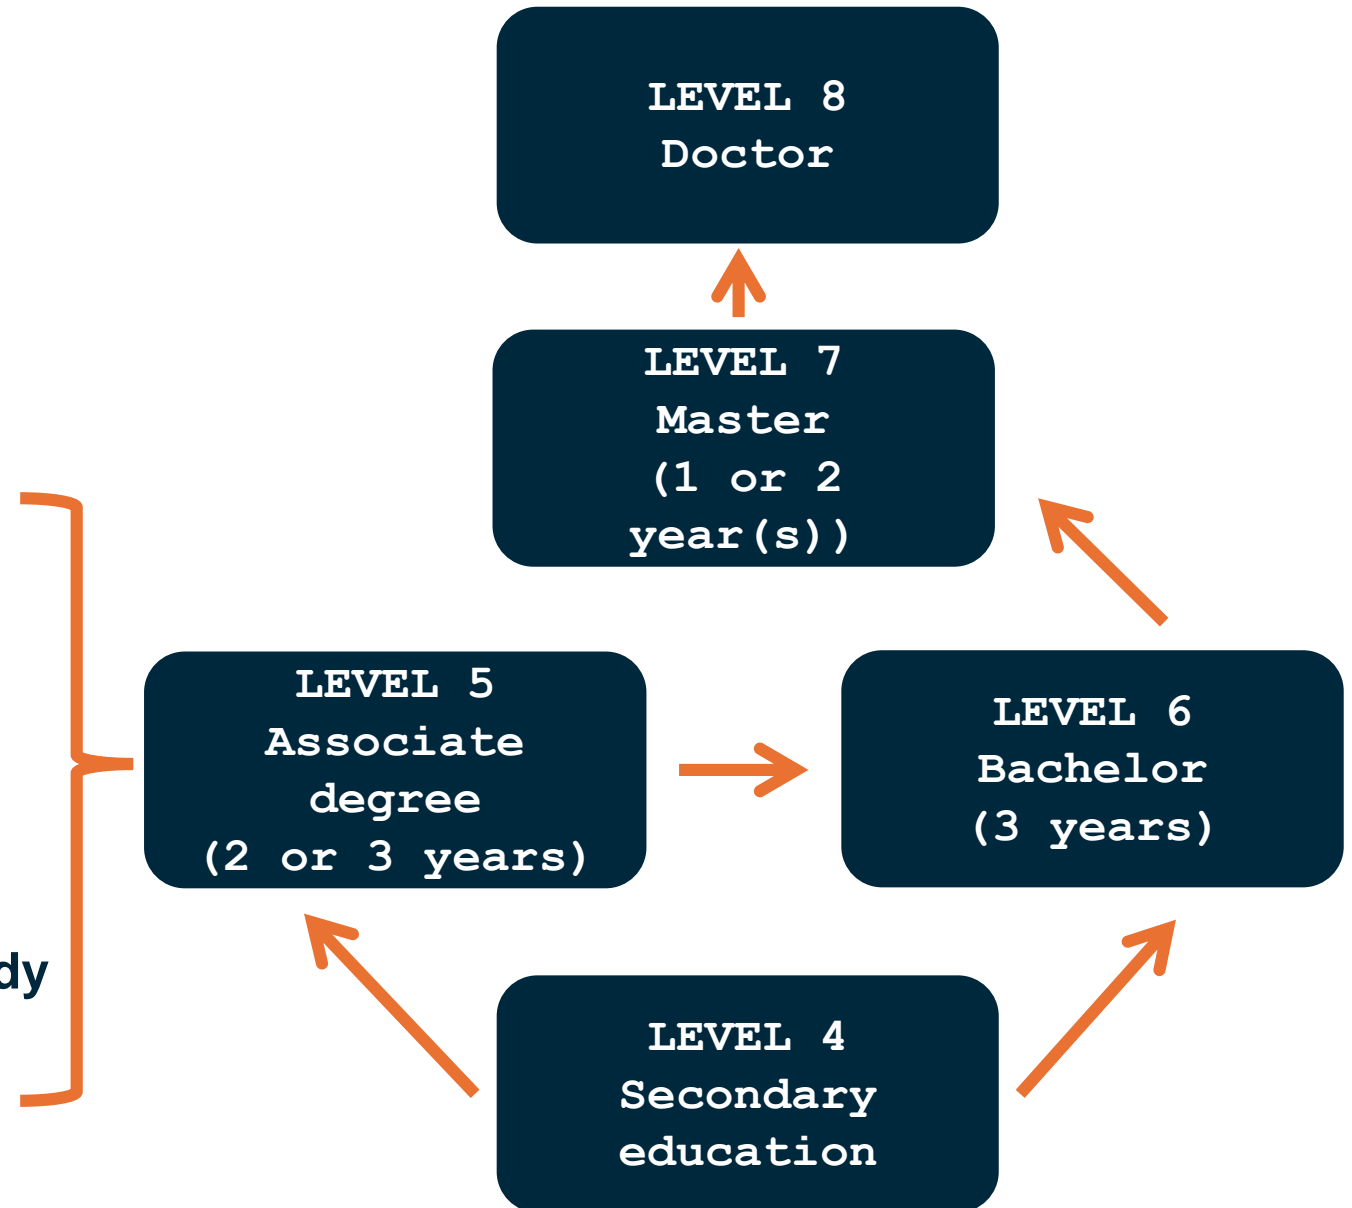 LEVEL 8
Doctor
LEVEL 7
Master
(1 or 2
year(s))
LEVEL 5
Associate
degree
(2 or 3 years)
LEVEL 6
Bachelor
(3 years)
LEVEL 4
Secondary
education